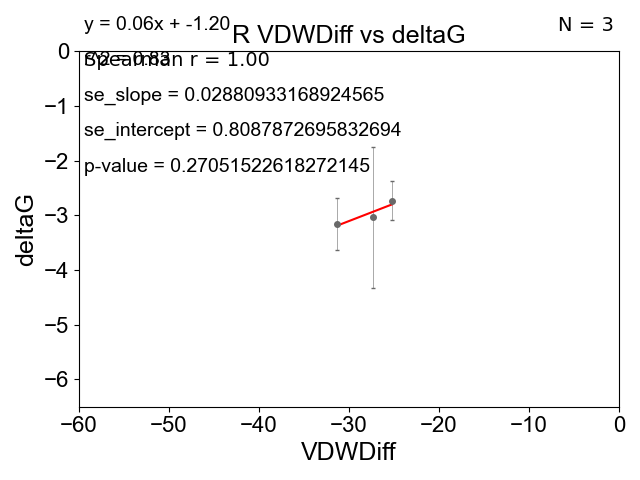 y = 0.06x + -1.20
N = 3
R VDWDiff vs deltaG
Spearman r = 1.00
se_slope = 0.02880933168924565
se_intercept = 0.8087872695832694
p-value = 0.27051522618272145
0
−1
−2
−3
−4
−5
−6
deltaG
−60
−50
−40
−30
−20
−10
0
VDWDiff